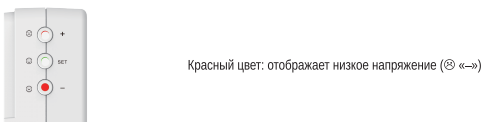 +
SET
–
Красный цвет: отображает низкое напряжение (☹ «–»)